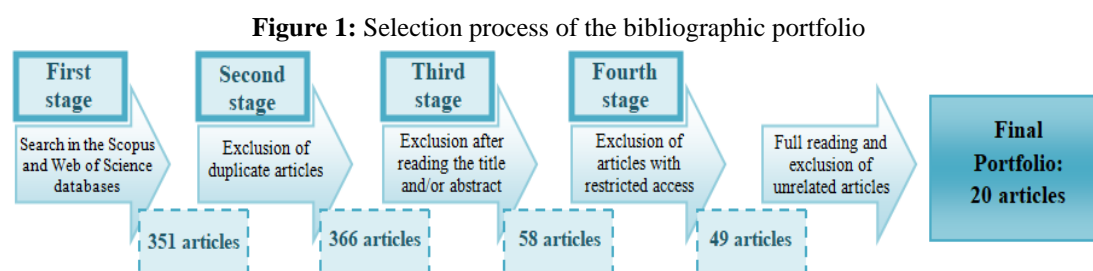 Figure 1: Selection process of the bibliographic portfolio
First
stage
Search in the Scopus
and Web of Science
databases
351 articles
Second
stage
Exclusion of
duplicate articles
366 articles
Third
stage
Exclusion after
reading the title
and/or abstract
58 articles
Fourth
stage
Exclusion of
articles with
restricted access
49 articles
Full reading and
exclusion of
unrelated articles
Final
Portfolio:
20 articles